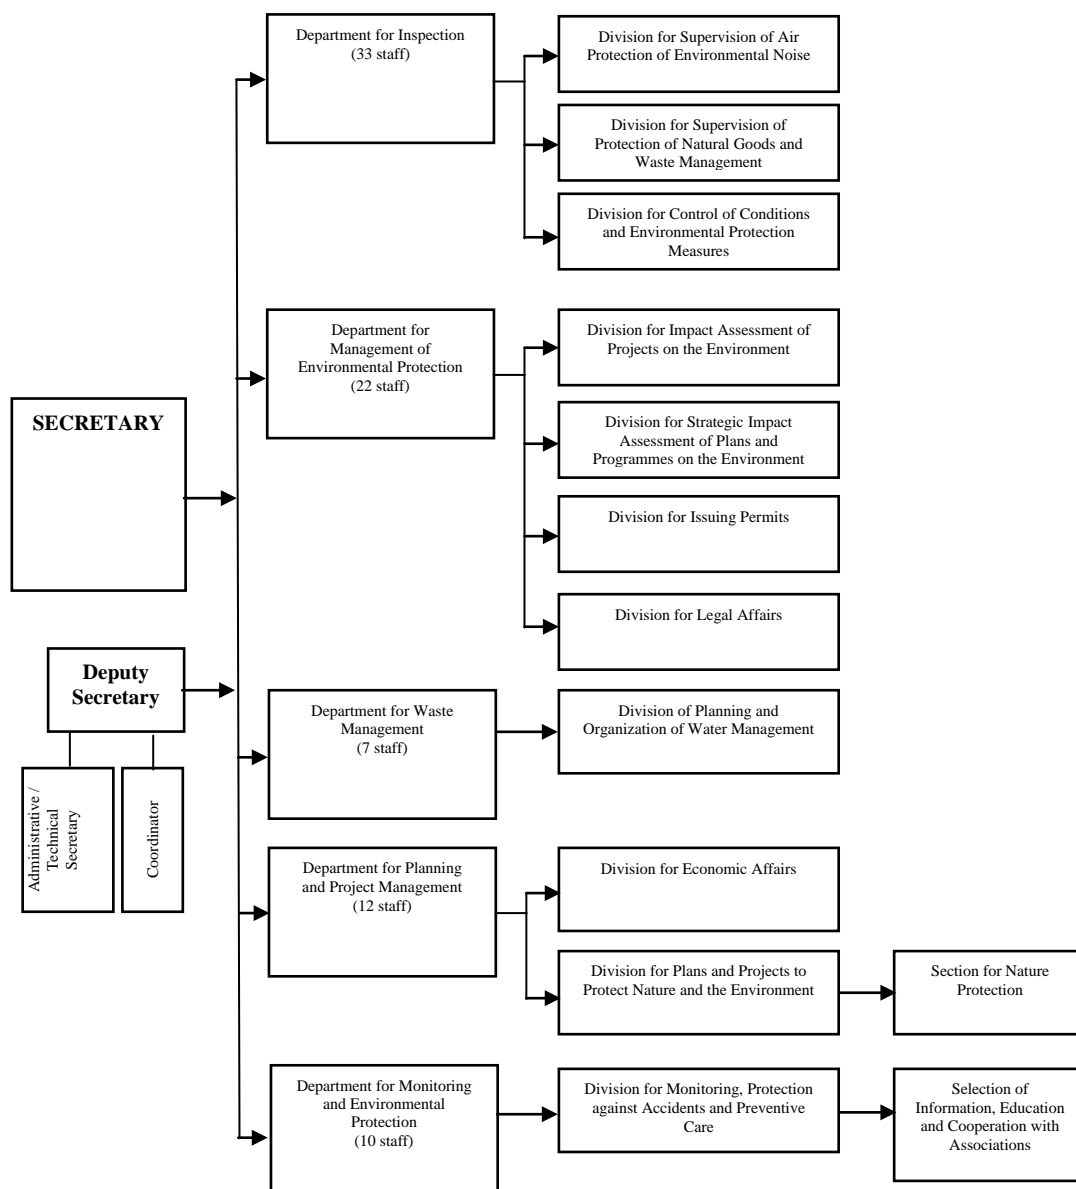 Department for Inspection
(33 staff)
Division for Supervision of Air
Protection of Environmental Noise
Division for Supervision of
Protection of Natural Goods and
Waste Management
Division for Control of Conditions
and Environmental Protection
Measures
Department for
Management of
Environmental Protection
(22 staff)
Division for Impact Assessment of
Projects on the Environment
Division for Strategic Impact
Assessment of Plans and
Programmes on the Environment
Division for Issuing Permits
Division for Legal Affairs
SECRETARY
Deputy
Secretary
Administrative /
Technical
Secretary
Coordinator
Department for Waste
Management
(7 staff)
Division of Planning and
Organization of Water Management
Department for Planning
and Project Management
(12 staff)
Division for Economic Affairs
Division for Plans and Projects to
Protect Nature and the Environment
Section for Nature
Protection
Department for Monitoring
and Environmental
Protection
(10 staff)
Division for Monitoring, Protection
against Accidents and Preventive
Care
Selection of
Information, Education
and Cooperation with
Associations